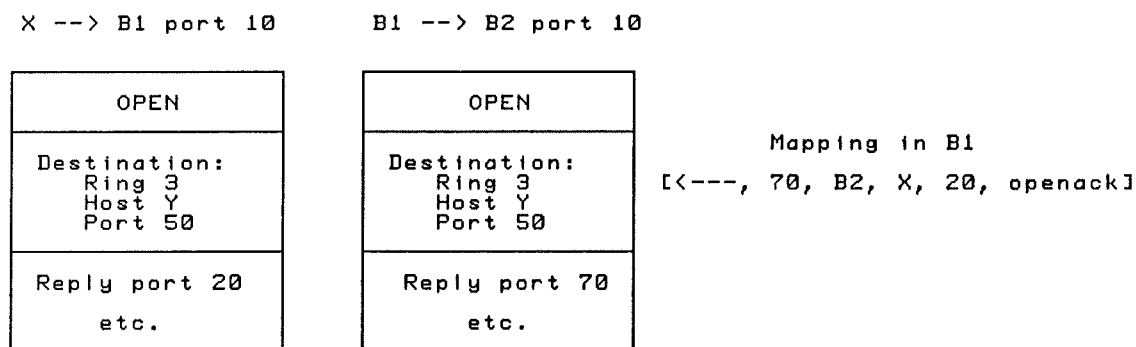 X --> B1 port 10
B1 --> B2 port 10
OPEN
Destination:
Ring 3
Host Y
Port 50
Reply port 20
etc.
OPEN
Destination:
Ring 3
Host Y
Port 50
Reply port 70
etc.
Mapping in B1
[<---, 70, B2, X, 20, openack]